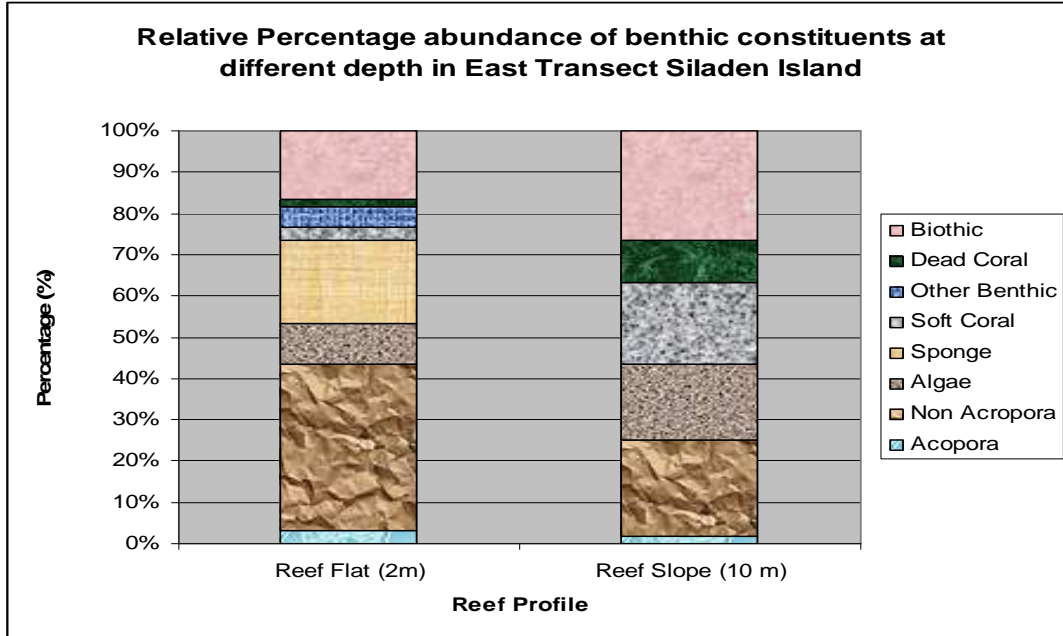 Relative Percentage abundance of benthic constituents at
different depth in East Transect Siladen Island
100%
90%
80%
70%
60%
50%
40%
30%
20%
10%
0%
Percentage (%)
Reef Flat (2m)
Reef Slope (10 m)
Reef Profile
Biothic
Dead Coral
Other Benthic
Soft Coral
Sponge
Algae
Non Acropora
Acopora